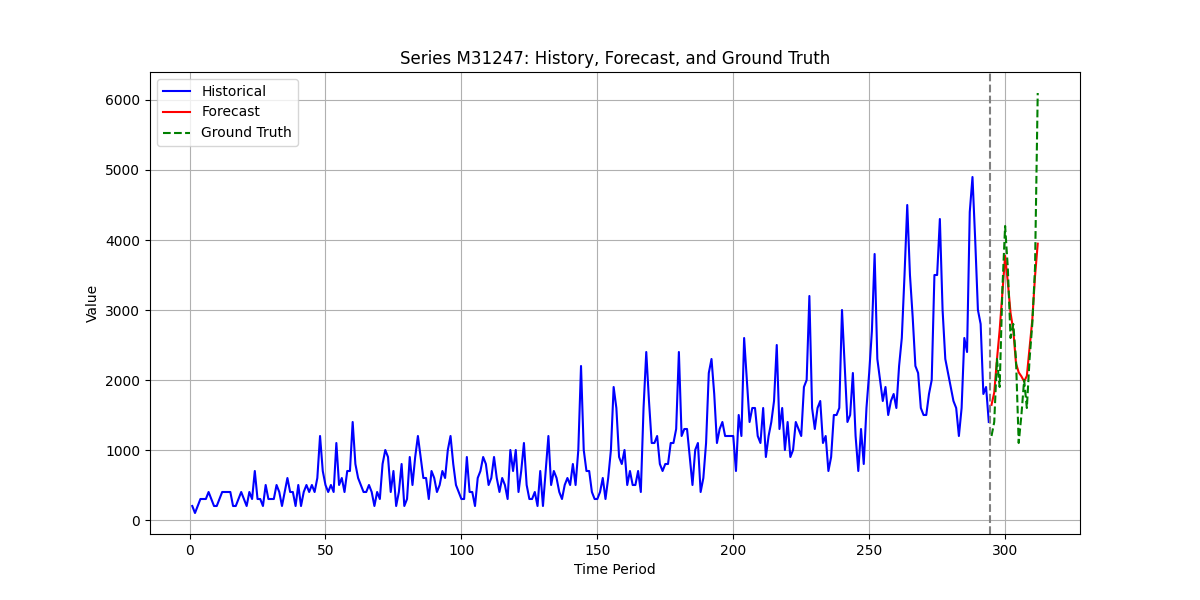 Series M31247: History, Forecast, and Ground Truth
Historical
Forecast
Ground Truth
6000
5000
4000
3000
2000
1000
0
Value
0 50 100 150 200 250 300
Time Period